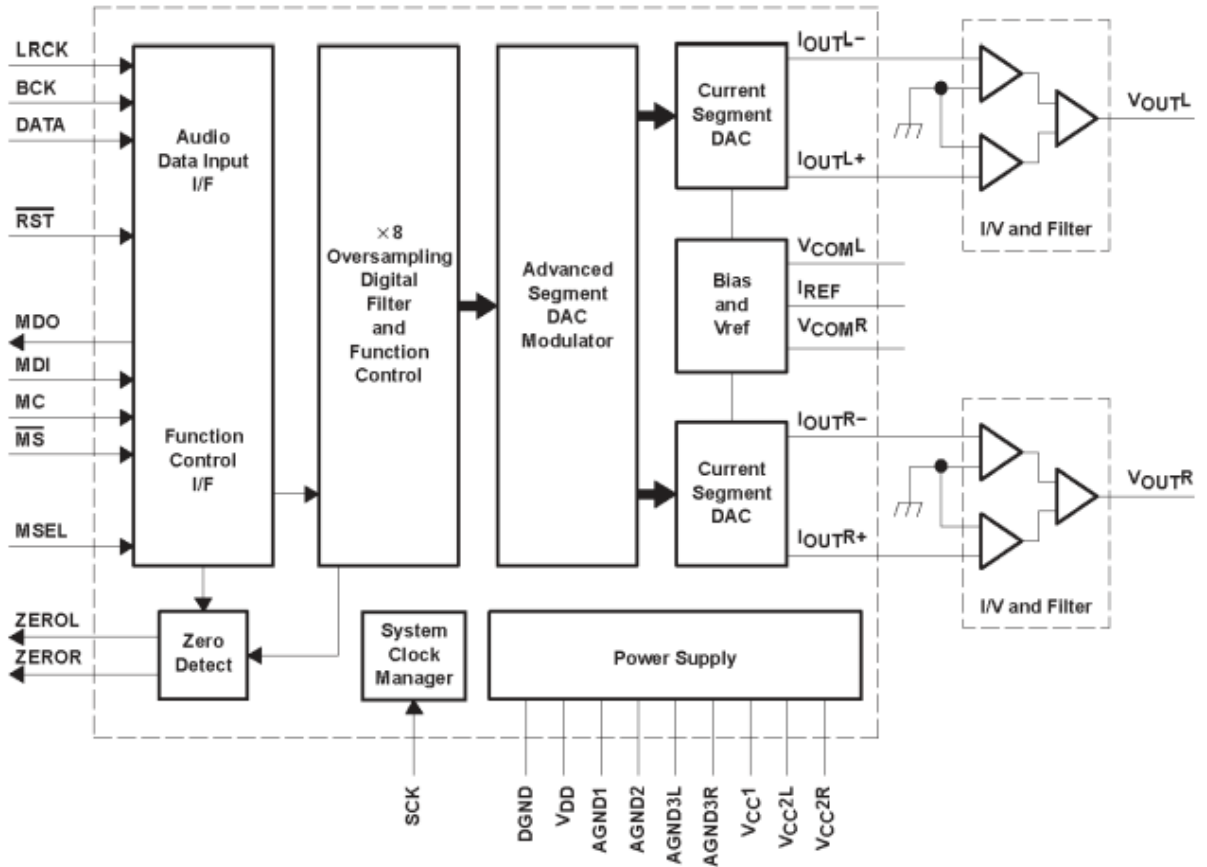 LRCK
BCK
DATA
RST
MDO
MDI
MC
MS
MSEL
ZEROL
ZEROR
Audio
Data Input
I/F
Function
Control
I/F
Zero
Detect
×8
Oversampling
Digital
Filter
and
Function
Control
System
Clock
Manager
SCK
Advanced
Segment
DAC
Modulator
Current
Segment
DAC
Bias
and
Vref
Current
Segment
DAC
IOUTL–
IOUTL+
VCOML
IREF
VCOMR
IOUTR–
IOUTR+
VOUTL
I/V and Filter
VOUTR
I/V and Filter
Power Supply
DGND
VDD
AGND1
AGND2
AGND3L
AGND3R
VCC1
VCC2L
VCC2R